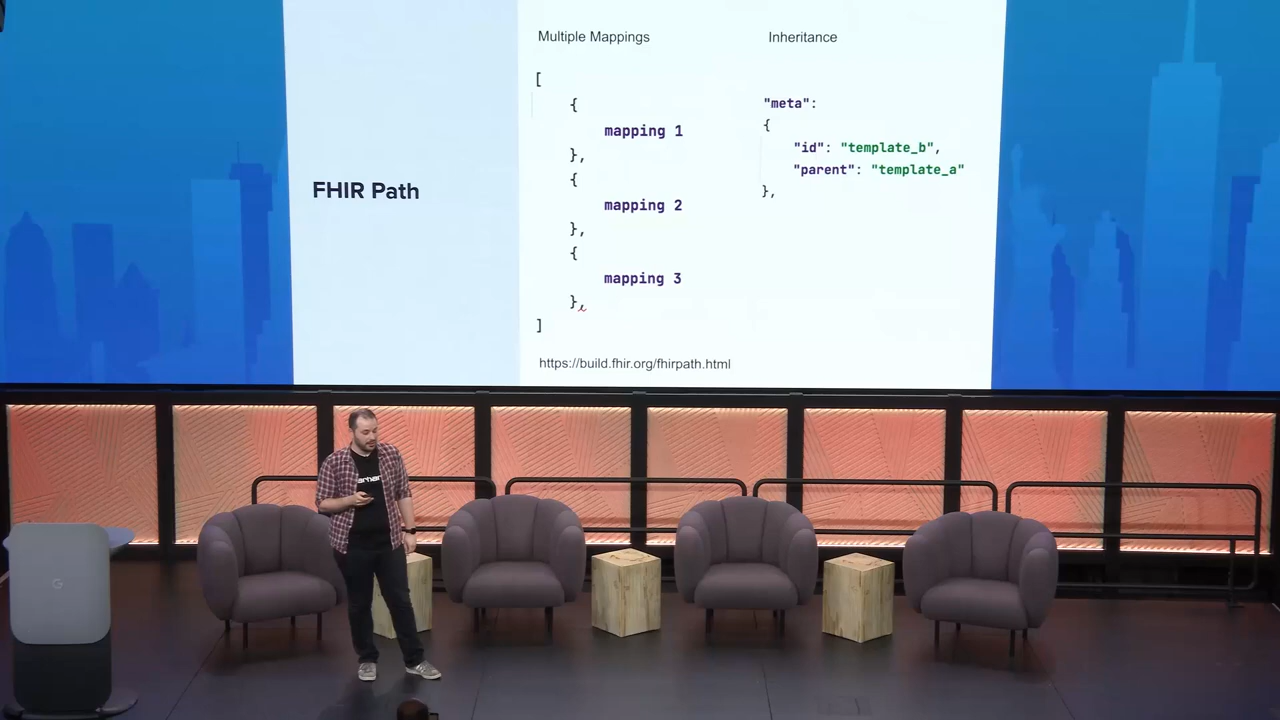 FHIR Path
Multiple Mappings
[
{
mapping 1
},
{
mapping 2
},
{
mapping 3
},
]
https://build.fhir.org/fhirpath.html
Inheritance
"meta":
{
"id": "template_b",
"parent": "template_a"
},
arhar
G